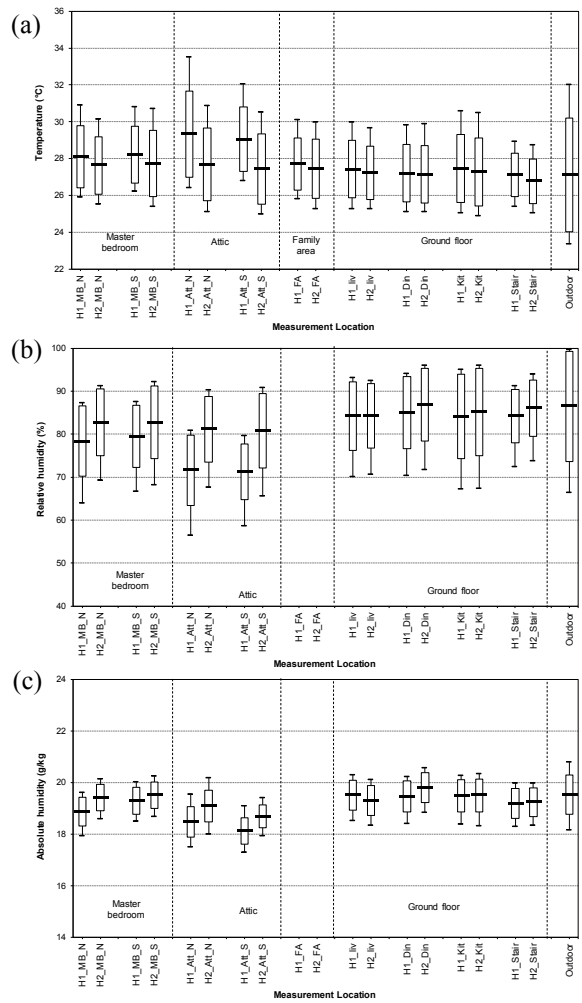 (a)
36
34
32
30
28
26
24
22
Temperature (°C)
Master bedroom
Attic
Family area
Ground floor
H1_MB_N
H2_MB_N
H1_MB_S
H2_MB_S
H1_Att_N
H2_Att_N
H1_Att_S
H2_Att_S
H1_FA
H2_FA
H1_liv
H2_liv
H1_Din
H2_Din
H1_Kit
H2_Kit
H1_Stair
H2_Stair
Outdoor
Measurement Location
(b)
100
90
80
70
60
50
40
Relative humidity (%)
Master bedroom
Attic
Ground floor
H1_MB_N
H2_MB_N
H1_MB_S
H2_MB_S
H1_Att_N
H2_Att_N
H1_Att_S
H2_Att_S
H1_FA
H2_FA
H1_liv
H2_liv
H1_Din
H2_Din
H1_Kit
H2_Kit
H1_Stair
H2_Stair
Outdoor
Measurement Location
(c)
24
22
20
18
16
14
Absolute humidity (g/kg
Master bedroom
Attic
Ground floor
H1_MB_N
H2_MB_N
H1_MB_S
H2_MB_S
H1_Att_N
H2_Att_N
H1_Att_S
H2_Att_S
H1_FA
H2_FA
H1_liv
H2_liv
H1_Din
H2_Din
H1_Kit
H2_Kit
H1_Stair
H2_Stair
Outdoor
Measurement Location